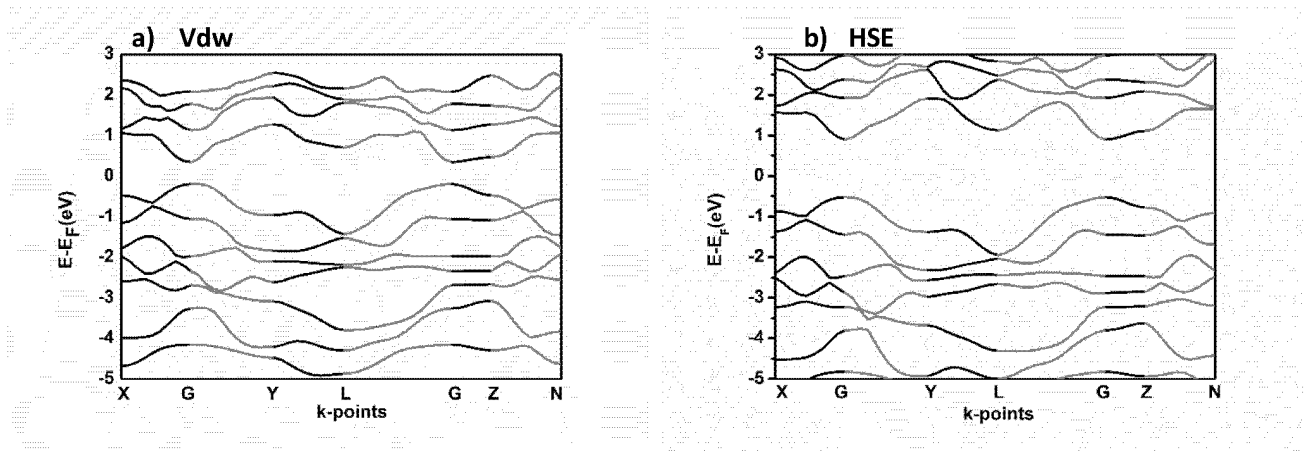 a) Vdw
3
2
1
0
-1
-2
-3
-4
-5
E-E_F(eV)
X G Y L G Z N
k-points
b) HSE
3
2
1
0
-1
-2
-3
-4
-5
E-E_F(eV)
X G Y L G Z N
k-points